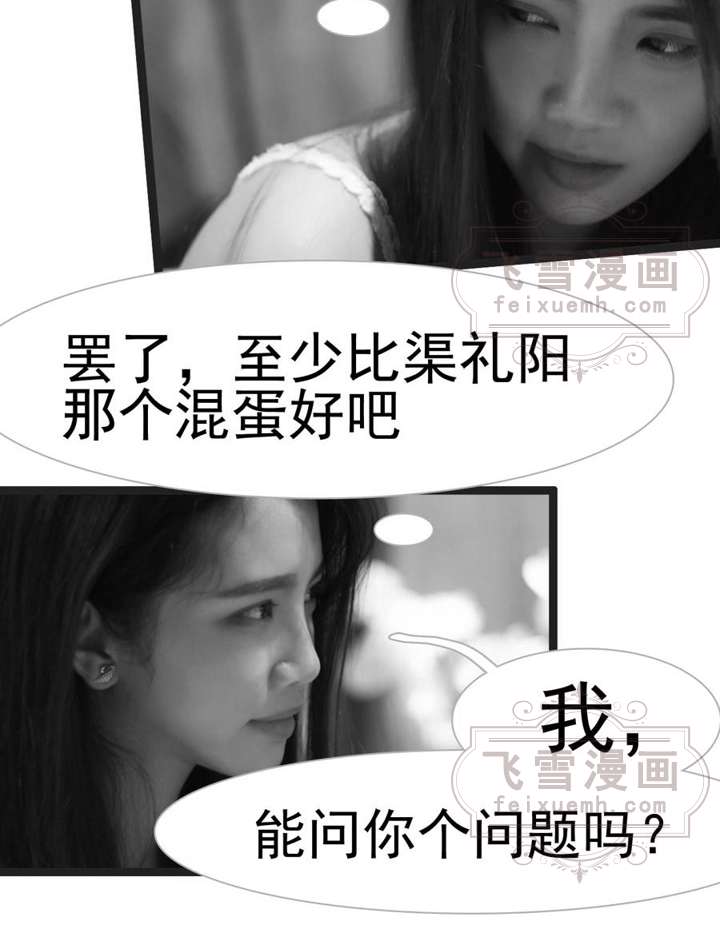 飞雪漫画
feixuemh.com
罢了，至少比渠礼阳
那个混蛋好吧
我，
飞雪漫画
feixuemh.com
能问你个问题吗？